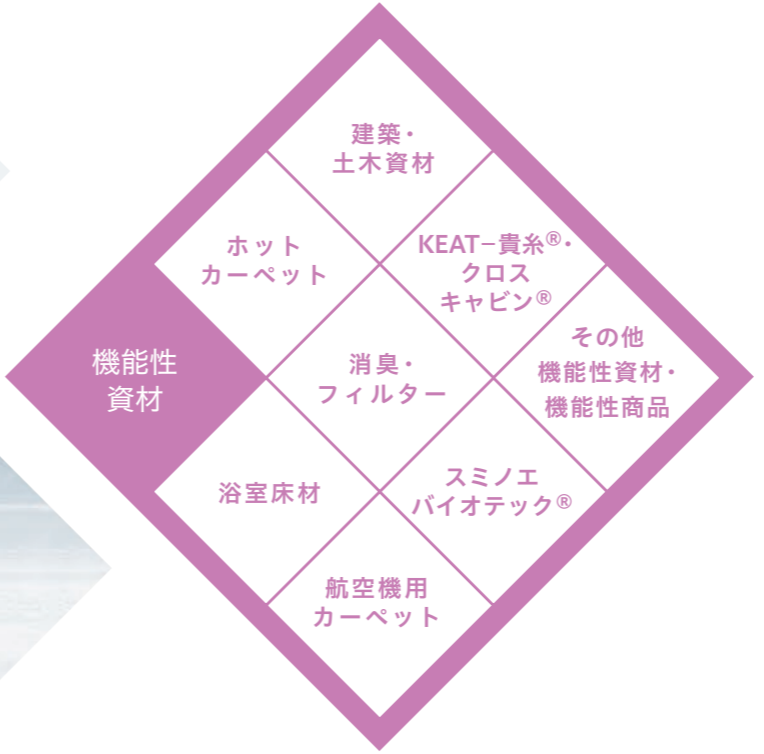 建築・
土木資材
ホット
カーペット
KEAT−貴糸®・
クロス
キャビン®
機能性
資材
消臭・
フィルター
その他
機能性資材・
機能性商品
浴室床材
スミノエ
バイオテック®
航空機用
カーペット